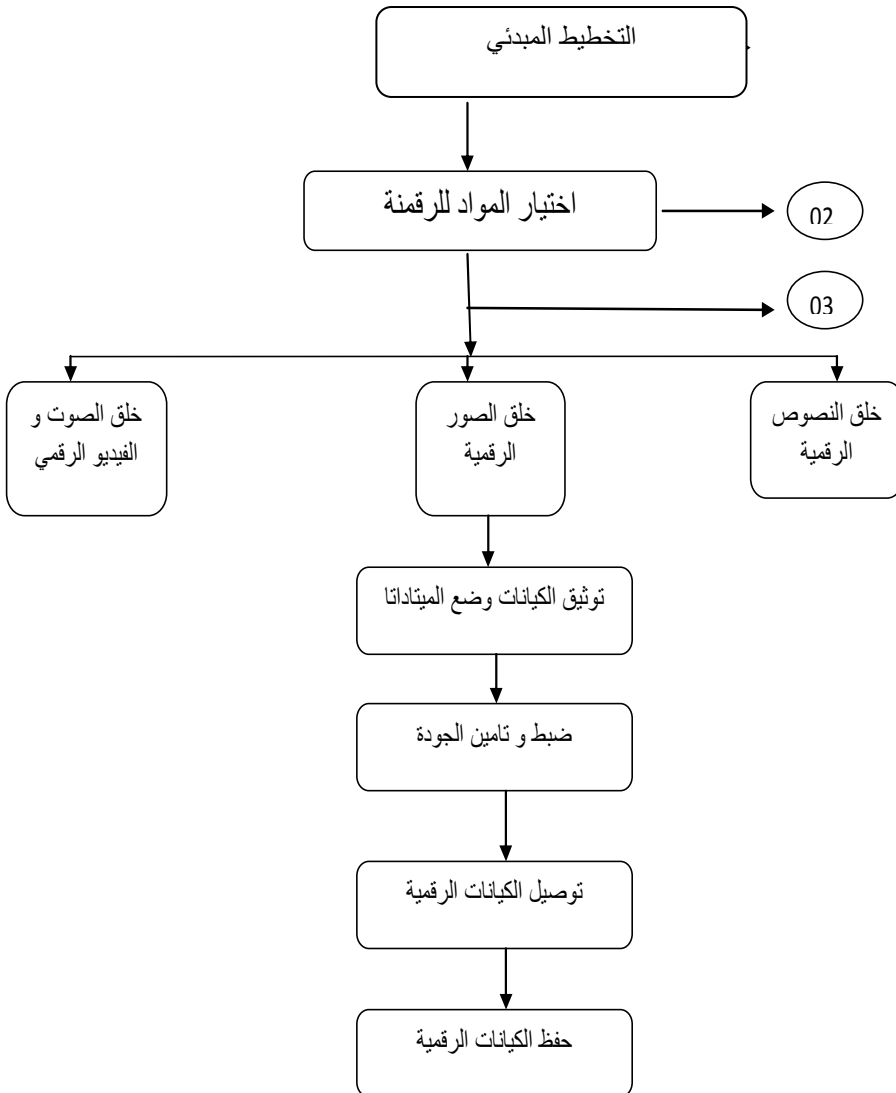 التخطيط المبدئي
اختيار المواد للرقمنة
02
03
خلق النصوص
الرقمية
خلق الصور
الرقمية
خلق الصوت و
الفيديو الرقمي
توثيق الكيانات وضع الميتاداتا
ضبط و تامين الجودة
توصيل الكيانات الرقمية
حفظ الكيانات الرقمية